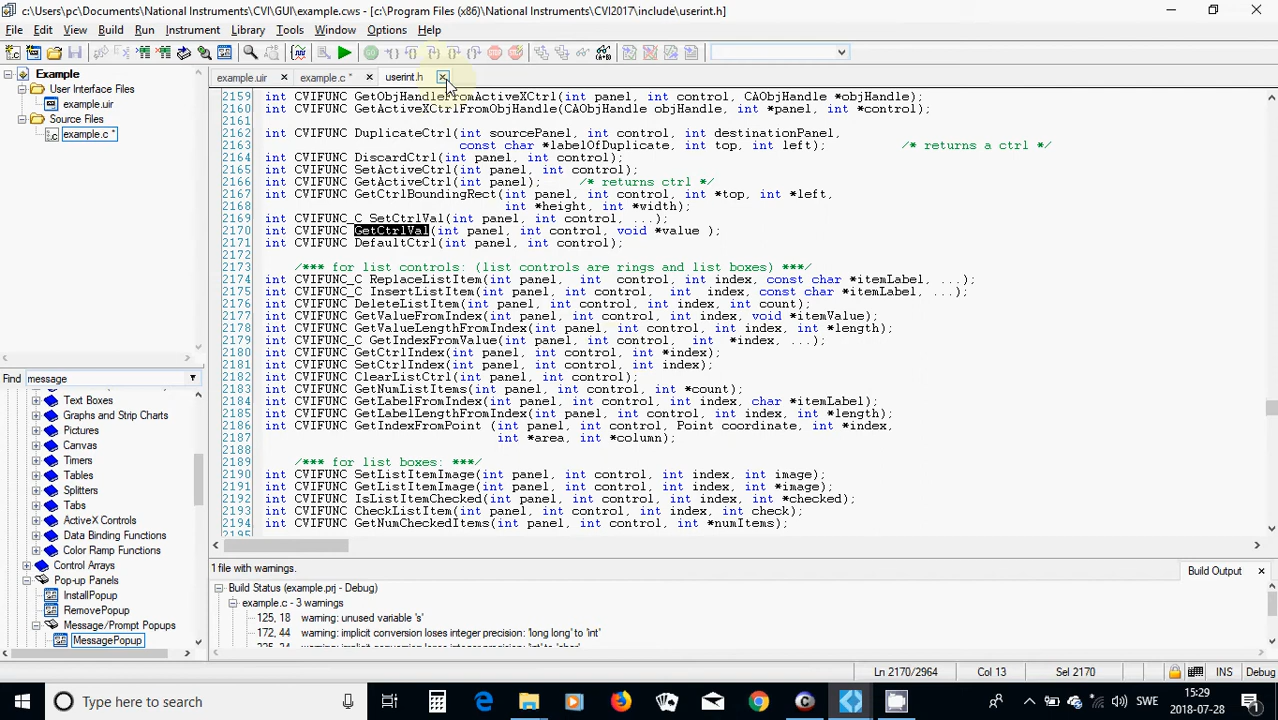 c:\Users\pc\Documents\National Instruments\CVI\GUI\example.cws - [c:\Program Files (x86)\National Instruments\CVI2017\include\userint.h]
File Edit View Build Run Instrument Library Tools Window Options Help
Example
User Interface Files
example.uir
Source Files
example.c *
example.uir example.c * userint.h
2159 int CVIFUNC GetObjHandleFromActiveXCtrl(int panel, int control, CAObjHandle *objHandle);
2160 int CVIFUNC GetActiveXCtrlFromObjHandle(CAObjHandle objHandle, int *panel, int *control);
2161
2162 int CVIFUNC DuplicateCtrl(int sourcePanel, int control, int destinationPanel,
2163 const char *labelOfDuplicate, int top, int left); /* returns a ctrl */
2164 int CVIFUNC DiscardCtrl(int panel, int control);
2165 int CVIFUNC SetActiveCtrl(int panel, int control);
2166 int CVIFUNC GetActiveCtrl(int panel); /* returns ctrl */
2167 int CVIFUNC GetCtrlBoundingRect(int panel, int control, int *top, int *left,
2168 int *height, int *width);
2169 int CVIFUNC_C SetCtrlVal(int panel, int control, ...);
2170 int CVIFUNC GetCtrlVal(int panel, int control, void *value );
2171 int CVIFUNC DefaultCtrl(int panel, int control);
2172
2173 /*** for list controls: (list controls are rings and list boxes) ***/
2174 int CVIFUNC_C ReplaceListItem(int panel, int control, int index, const char *itemLabel, ...);
2175 int CVIFUNC_C InsertListItem(int panel, int control, int index, const char *itemLabel, ...);
2176 int CVIFUNC DeleteListItem(int panel, int control, int index, int count);
2177 int CVIFUNC GetValueFromIndex(int panel, int control, int index, void *itemValue);
2178 int CVIFUNC GetValueLengthFromIndex(int panel, int control, int index, int *length);
2179 int CVIFUNC_C GetIndexFromValue(int panel, int control, int *index, ...);
2180 int CVIFUNC GetCtrlIndex(int panel, int control, int *index);
2181 int CVIFUNC SetCtrlIndex(int panel, int control, int index);
2182 int CVIFUNC ClearListCtrl(int panel, int control);
2183 int CVIFUNC GetNumListItems(int panel, int control, int *count);
2184 int CVIFUNC GetLabelFromIndex(int panel, int control, int index, char *itemLabel);
2185 int CVIFUNC GetLabelLengthFromIndex(int panel, int control, int index, int *length);
2186 int CVIFUNC GetIndexFromPoint (int panel, int control, Point coordinate, int *index,
2187 int *area, int *column);
2188
2189 /*** for list boxes: ***/
2190 int CVIFUNC SetListItemImage(int panel, int control, int index, int image);
2191 int CVIFUNC GetListItemImage(int panel, int control, int index, int *image);
2192 int CVIFUNC IsListItemChecked(int panel, int control, int index, int *checked);
2193 int CVIFUNC CheckListItem(int panel, int control, int index, int check);
2194 int CVIFUNC GetNumCheckedItems(int panel, int control, int *numItems);
2195
Find message
Text Boxes
Graphs and Strip Charts
Pictures
Canvas
Timers
Tables
Splitters
Tabs
ActiveX Controls
Data Binding Functions
Color Ramp Functions
Control Arrays
Pop-up Panels
InstallPopup
RemovePopup
Message/Prompt Popups
MessagePopup
1 file with warnings.
Build Output
Build Status (example.prj - Debug)
example.c - 3 warnings
125, 18 warning: unused variable 's'
172, 44 warning: implicit conversion loses integer precision: 'long long' to 'int'
Ln 2170/2964 Col 13 Sel 2170 INS Debug
Type here to search
SWE
15:29
2018-07-28
1